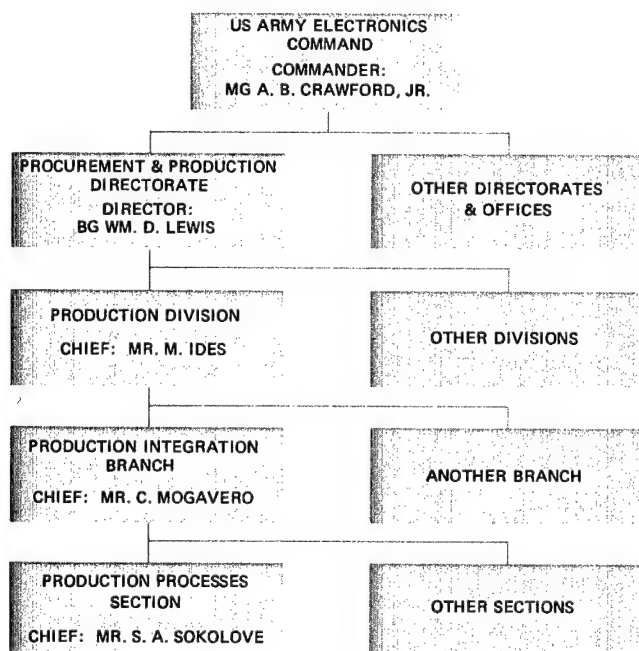 US ARMY ELECTRONICS
COMMAND
COMMANDER:
MG A. B. CRAWFORD, JR.
PROCUREMENT & PRODUCTION
DIRECTORATE
DIRECTOR:
BG WM. D. LEWIS
OTHER DIRECTORATES
& OFFICES
PRODUCTION DIVISION
CHIEF: MR. M. IDES
OTHER DIVISIONS
PRODUCTION INTEGRATION
BRANCH
CHIEF: MR. C. MOGAVERO
ANOTHER BRANCH
PRODUCTION PROCESSES
SECTION
CHIEF: MR. S. A. SOKOLOVE
OTHER SECTIONS